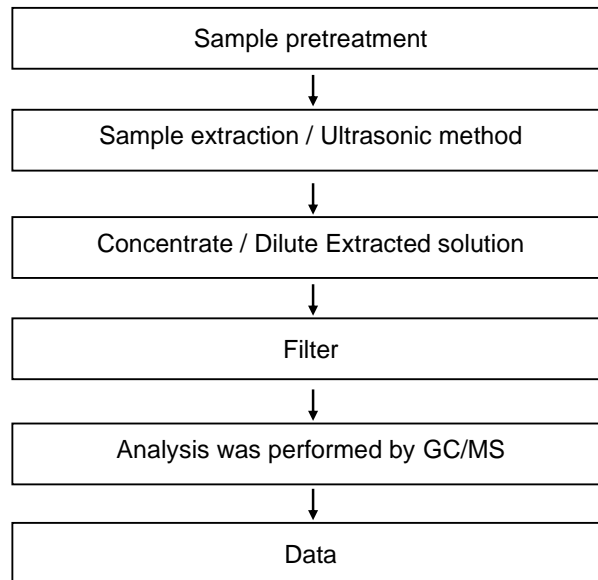 Sample pretreatment
Sample extraction / Ultrasonic method
Concentrate / Dilute Extracted solution
Filter
Analysis was performed by GC/MS
Data